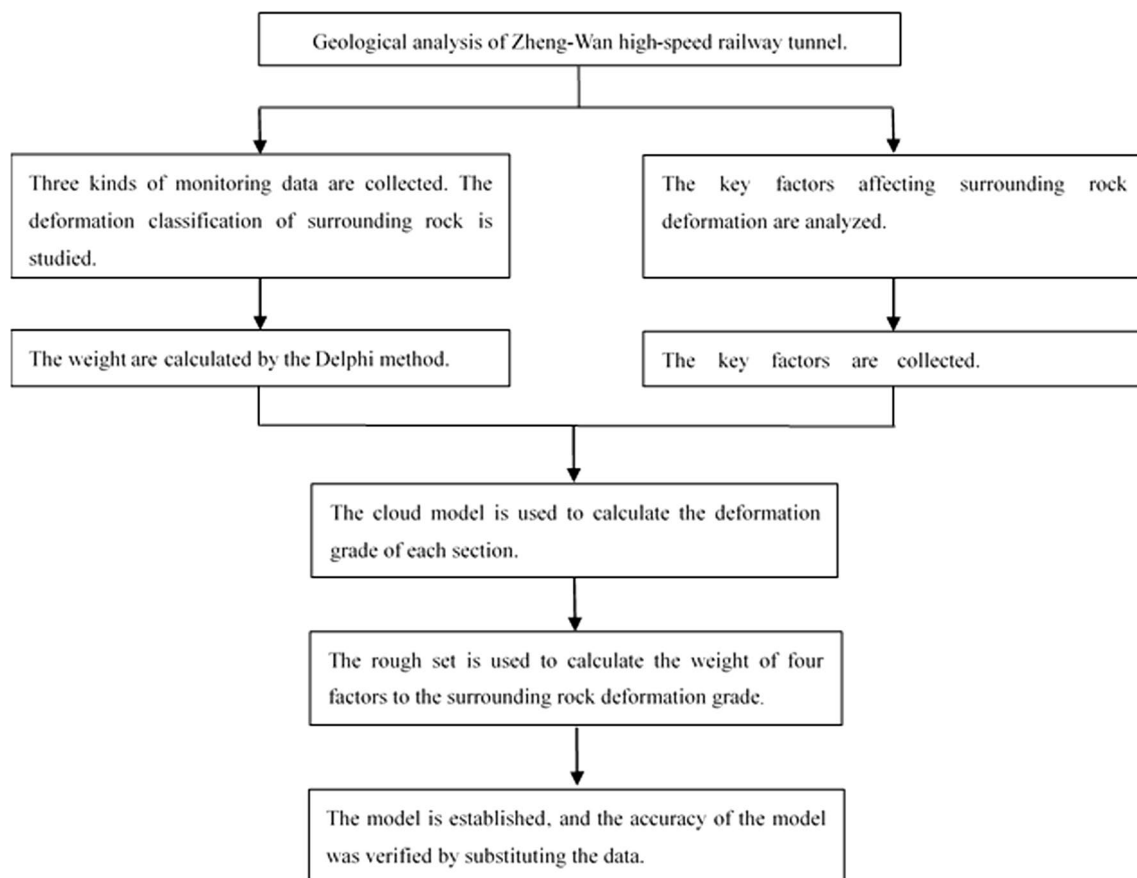 Geological analysis of Zheng-Wan high-speed railway tunnel.
Three kinds of monitoring data are collected. The
deformation classification of surrounding rock is
studied.
The key factors affecting surrounding rock
deformation are analyzed.
The weight are calculated by the Delphi method.
The key factors are collected.
The cloud model is used to calculate the deformation
grade of each section.
The rough set is used to calculate the weight of four
factors to the surrounding rock deformation grade.
The model is established, and the accuracy of the model
was verified by substituting the data.